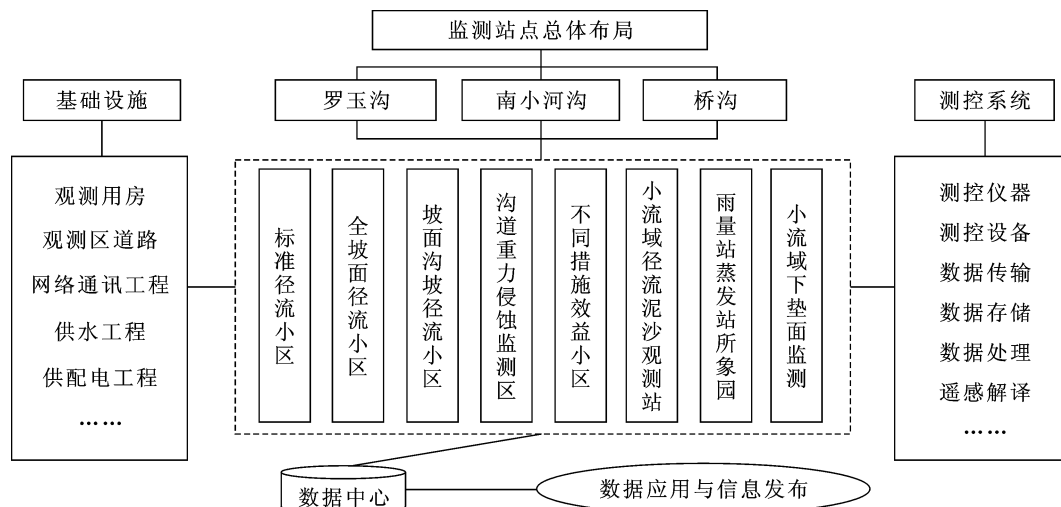 监测站点总体布局
基础设施
罗玉沟
南小河沟
桥沟
测控系统
观测用房
观测区道路
网络通讯工程
供水工程
供配电工程
……
标准径流小区
全坡面径流小区
坡面沟坡径流小区
沟道重力侵蚀监测区
不同措施效益小区
小流域径流泥沙观测站
雨量站蒸发站所象园
小流域下垫面监测
测控仪器
测控设备
数据传输
数据存储
数据处理
遥感解译
……
数据中心
数据应用与信息发布